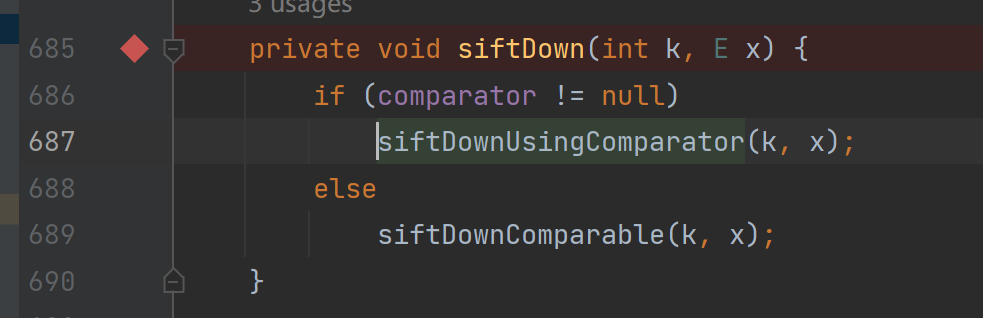 3 usages
685 private void siftDown(int k, E x) {
686 if (comparator != null)
687 siftDownUsingComparator(k, x);
688 else
689 siftDownComparable(k, x);
690 }